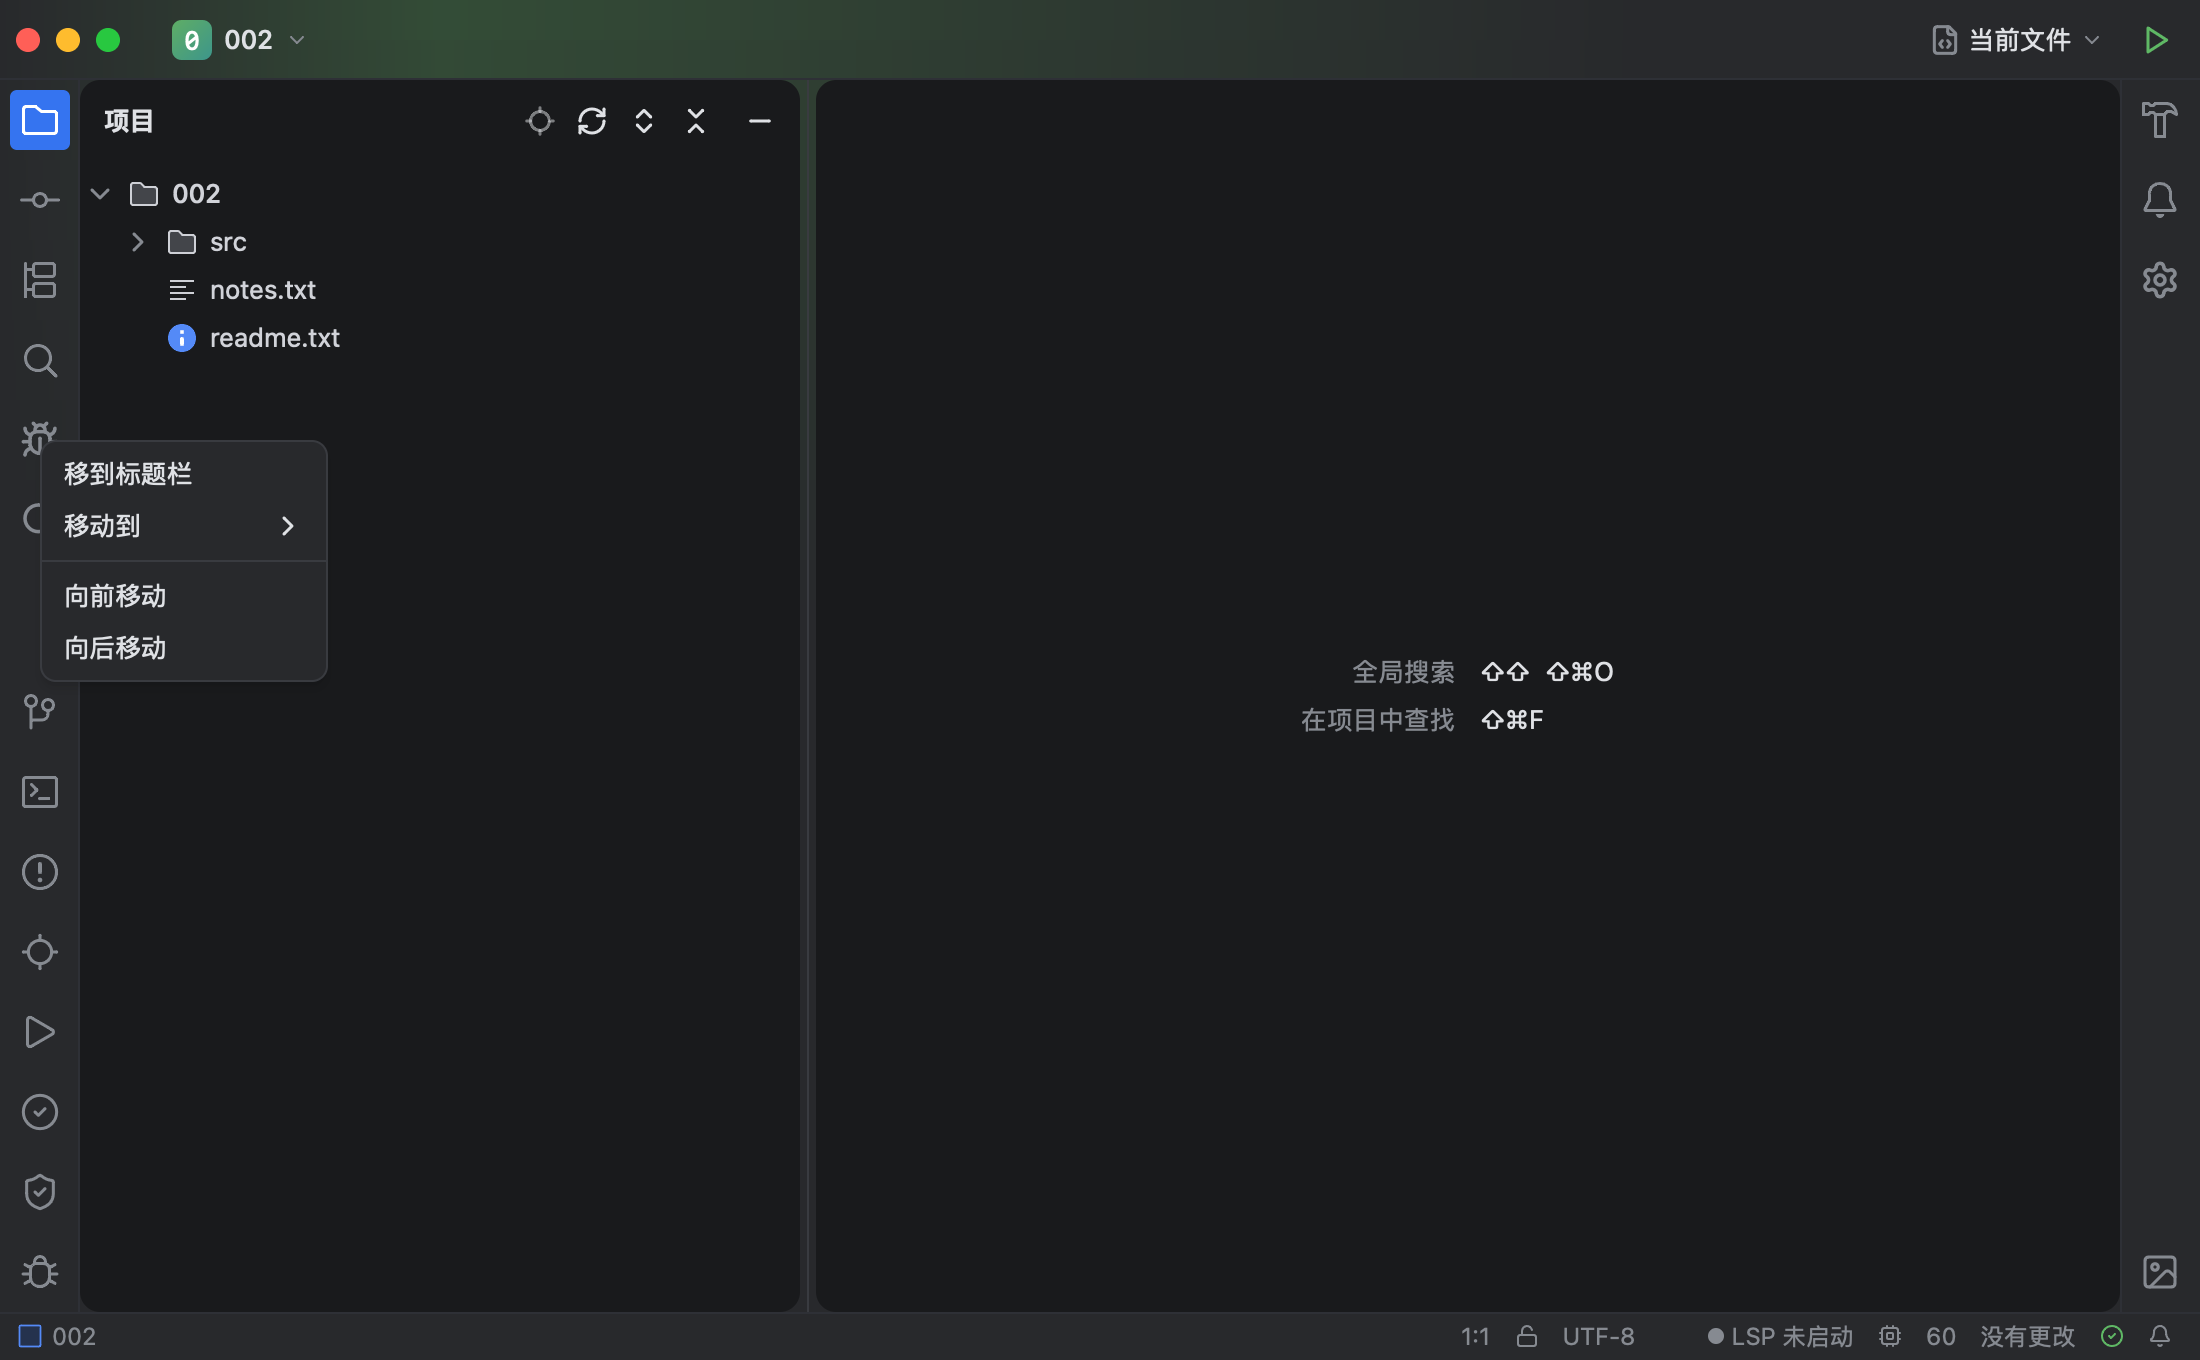 0 002
当前文件
项目
002
src
notes.txt
readme.txt
移到标题栏
移动到
向前移动
向后移动
全局搜索 ⇧⇧ ⇧⌘O
在项目中查找 ⇧⌘F
002
1:1
UTF-8
LSP 未启动
60
没有更改